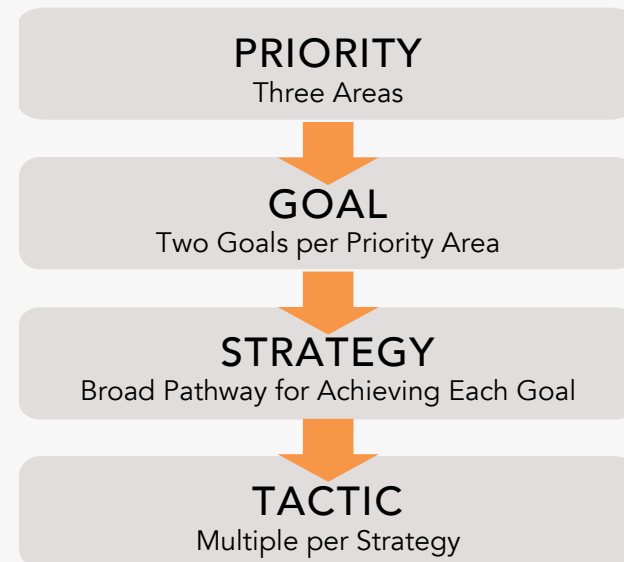 PRIORITY
Three Areas
GOAL
Two Goals per Priority Area
STRATEGY
Broad Pathway for Achieving Each Goal
TACTIC
Multiple per Strategy